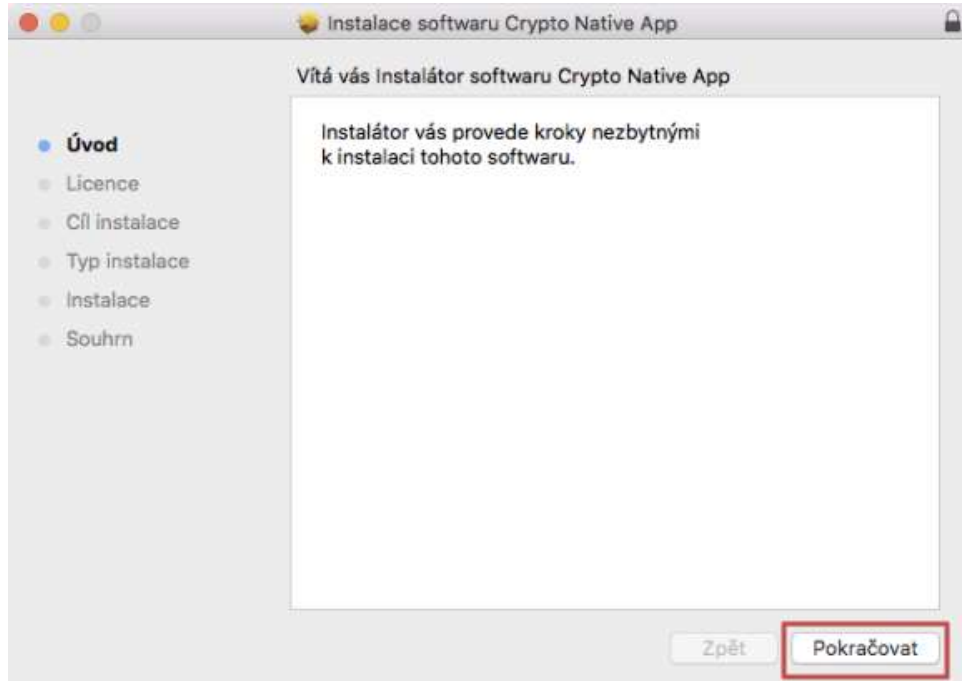 Instalace softwaru Crypto Native App
Vítá vás Instalátor softwaru Crypto Native App
Instalátor vás provede kroky nezbytnými
k instalaci tohoto softwaru.
Úvod
Licence
Cíl instalace
Typ instalace
Instalace
Souhrn
Zpět
Pokračovat